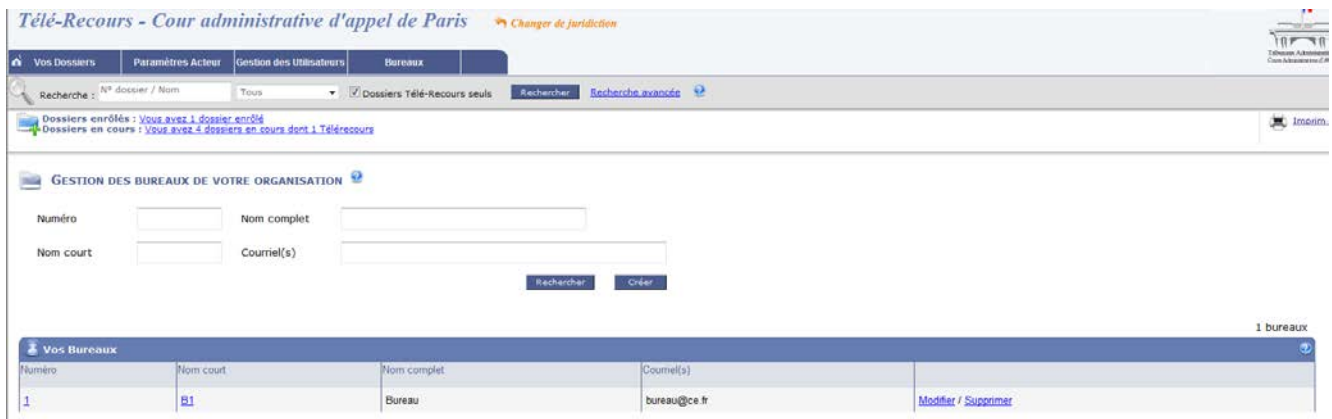 Télé-Recours - Cour administrative d'appel de Paris Changer de juridiction
Vos Dossiers Paramètres Acteur Gestion des Utilisateurs Bureaux
Recherche : N° dossier / Nom Tous Dossiers Télé-Recours seuls Rechercher Recherche avancée
Dossiers enrôlés : Vous avez 1 dossier enrôlé
Dossiers en cours : Vous avez 4 dossiers en cours dont 1 Télérecours
Imprim.
GESTION DES BUREAUX DE VOTRE ORGANISATION
Numéro Nom complet
Nom court Courriel(s)
Rechercher Créer
1 bureaux
Vos Bureaux
Numéro Nom court Nom complet Courriel(s)
1 B1 Bureau bureau@ce.fr Modifier / Supprimer